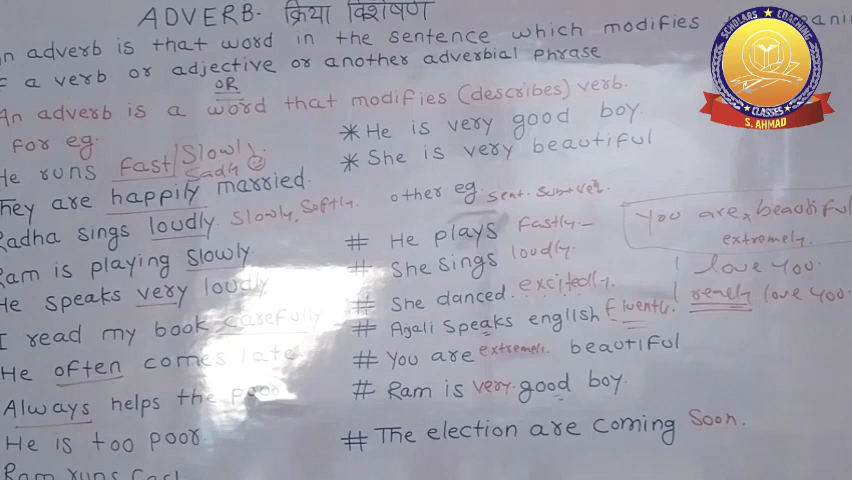 ADVERB. क्रिया विशेषण
an adverb is that word in the sentence which modifies
a verb or adjective or another adverbial phrase
OR
An adverb is a word that modifies (describes) verb.
For eg.
He runs fast/slowly.
sadly
They are happily married.
Radha sings loudly. Slowly, Softly.
Ram is playing slowly.
He speaks very loudly
I read my book carefully
He often comes late
Always helps the poor
He is too poor.
Ram runs
* He is very good boy.
* She is very beautiful
other eg.
# He plays fastly.
# She sings loudly.
# She danced excitedly.
# Anjali speaks english fluently.
# You are extremely beautiful
# Ram is very good boy.
# The election are coming soon.
You are beautiful
extremely.
I love you.
I really love you.
SCHOLARS COACHING
CLASSES
S. AHMAD